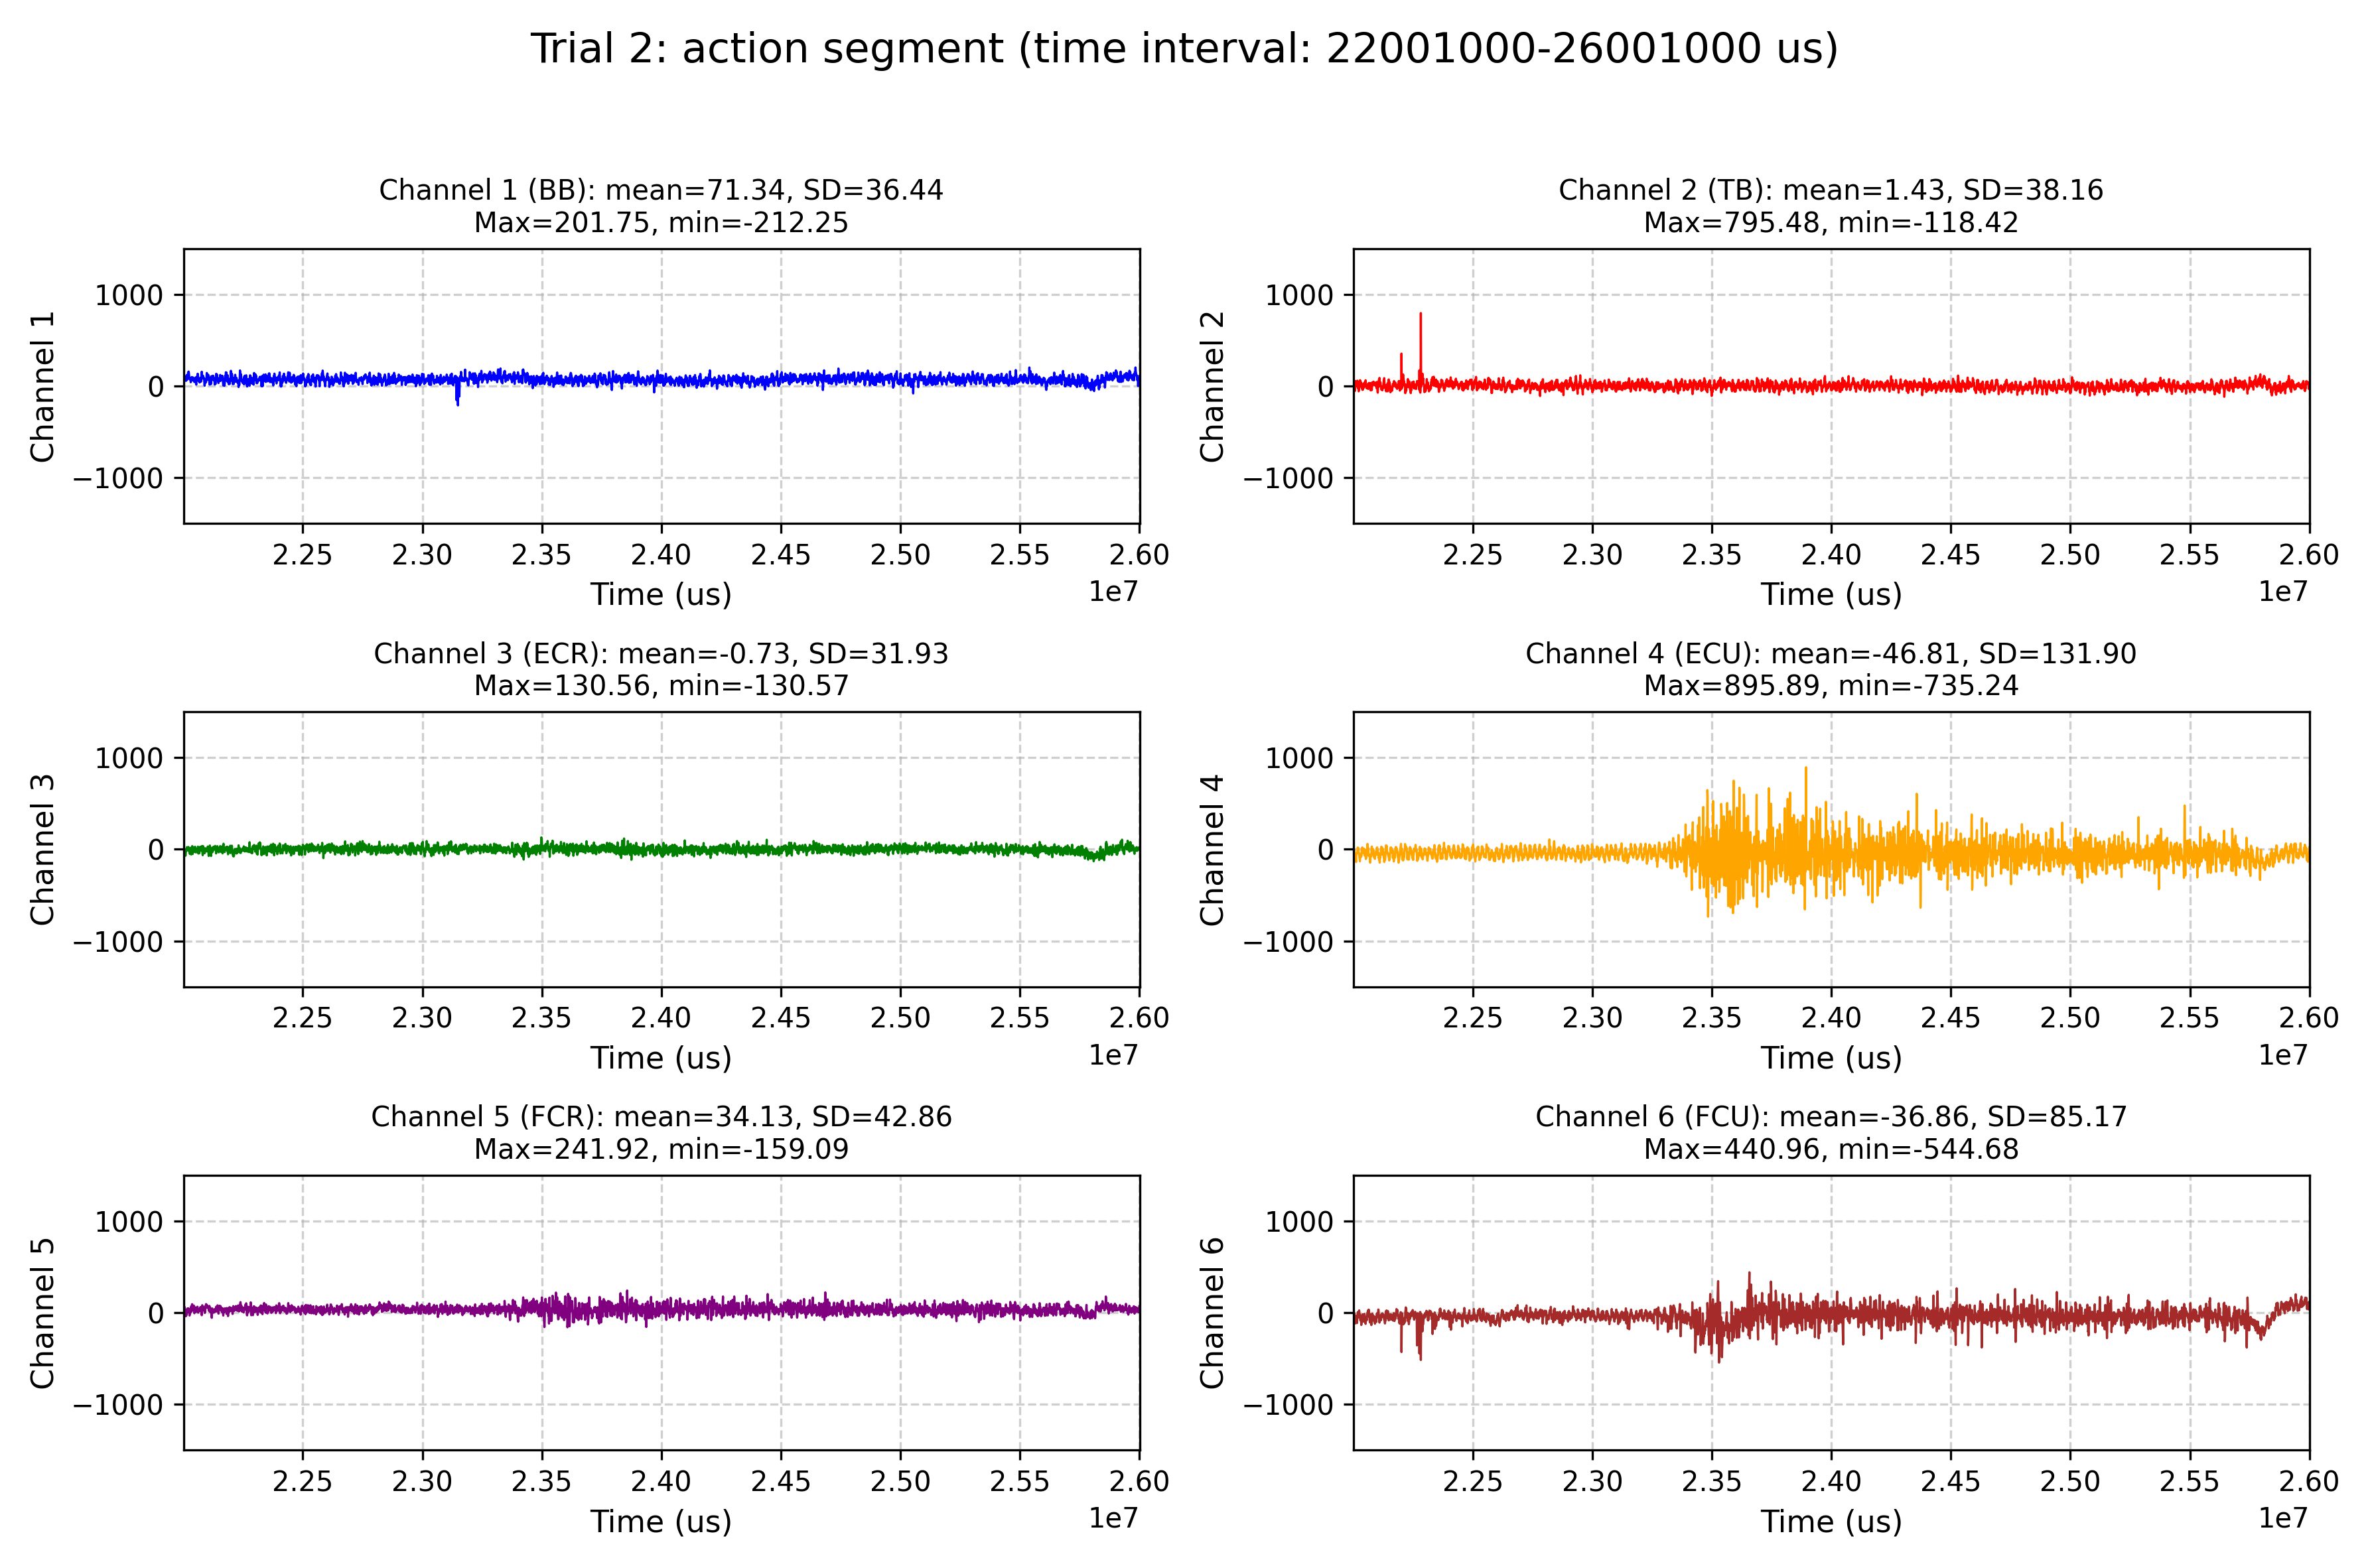 Trial 2: action segment (time interval: 22001000-26001000 us)
Channel 1 (BB): mean=71.34, SD=36.44
Max=201.75, min=-212.25
Channel 1
1000
0
−1000
2.25 2.30 2.35 2.40 2.45 2.50 2.55 2.60
Time (us)
1e7
Channel 2 (TB): mean=1.43, SD=38.16
Max=795.48, min=-118.42
Channel 2
1000
0
−1000
2.25 2.30 2.35 2.40 2.45 2.50 2.55 2.60
Time (us)
1e7
Channel 3 (ECR): mean=-0.73, SD=31.93
Max=130.56, min=-130.57
Channel 3
1000
0
−1000
2.25 2.30 2.35 2.40 2.45 2.50 2.55 2.60
Time (us)
1e7
Channel 4 (ECU): mean=-46.81, SD=131.90
Max=895.89, min=-735.24
Channel 4
1000
0
−1000
2.25 2.30 2.35 2.40 2.45 2.50 2.55 2.60
Time (us)
1e7
Channel 5 (FCR): mean=34.13, SD=42.86
Max=241.92, min=-159.09
Channel 5
1000
0
−1000
2.25 2.30 2.35 2.40 2.45 2.50 2.55 2.60
Time (us)
1e7
Channel 6 (FCU): mean=-36.86, SD=85.17
Max=440.96, min=-544.68
Channel 6
1000
0
−1000
2.25 2.30 2.35 2.40 2.45 2.50 2.55 2.60
Time (us)
1e7